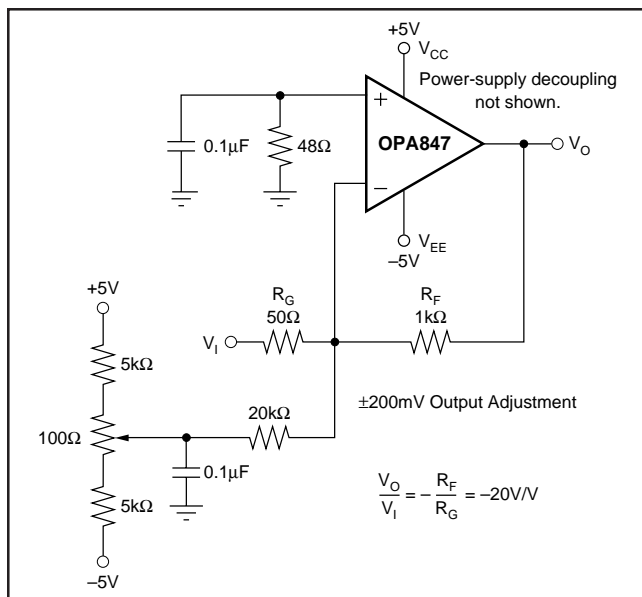 +5V
V_CC
Power-supply decoupling
not shown.
+
0.1μF
48Ω
OPA847
V_O
−
V_EE
–5V
+5V
R_G
50Ω
R_F
1kΩ
V_I
5kΩ
±200mV Output Adjustment
20kΩ
100Ω
0.1μF
V_O / V_I = – R_F / R_G = –20V/V
5kΩ
–5V